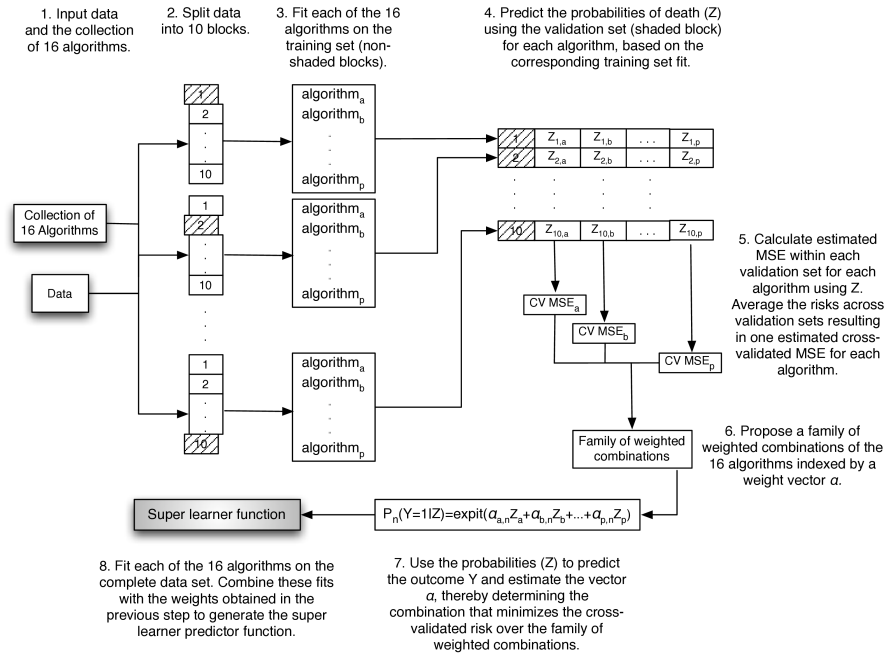 1. Input data
and the collection
of 16 algorithms.
2. Split data
into 10 blocks.
3. Fit each of the 16
algorithms on the
training set (non-
shaded blocks).
4. Predict the probabilities of death (Z)
using the validation set (shaded block)
for each algorithm, based on the
corresponding training set fit.
Collection of
16 Algorithms
Data
1
2
.
.
.
10
1
2
.
.
.
10
.
.
.
1
2
.
.
.
10
algorithmₐ
algorithm_b
.
.
.
algorithmₚ
algorithmₐ
algorithm_b
.
.
.
algorithmₚ
algorithmₐ
algorithm_b
.
.
.
algorithmₚ
1 Z1,a Z1,b . . . Z1,p
2 Z2,a Z2,b . . . Z2,p
. . . .
. . . .
. . . .
10 Z10,a Z10,b . . . Z10,p
CV MSEₐ
CV MSE_b
CV MSEₚ
5. Calculate estimated
MSE within each
validation set for each
algorithm using Z.
Average the risks across
validation sets resulting
in one estimated cross-
validated MSE for each
algorithm.
Family of weighted
combinations
6. Propose a family of
weighted combinations of the
16 algorithms indexed by a
weight vector α.
Pn(Y=1|Z)=expit(αa,nZa+αb,nZb+...+αp,nZp)
Super learner function
7. Use the probabilities (Z) to predict
the outcome Y and estimate the vector
α, thereby determining the
combination that minimizes the cross-
validated risk over the family of
weighted combinations.
8. Fit each of the 16 algorithms on the
complete data set. Combine these fits
with the weights obtained in the
previous step to generate the super
learner predictor function.